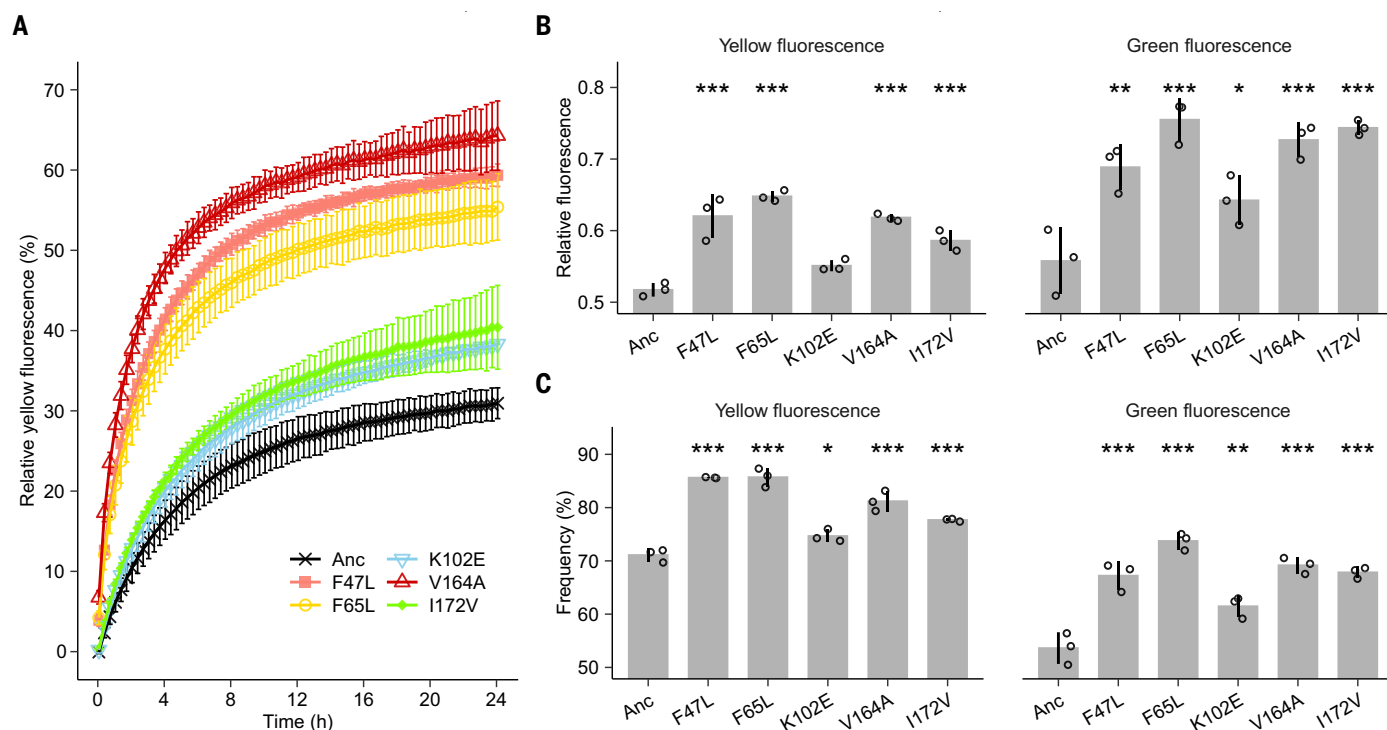 A
Relative yellow fluorescence (%)
70
60
50
40
30
20
10
0
Anc
F47L
F65L
K102E
V164A
I172V
0 4 8 12 16 20 24
Time (h)
B
Yellow fluorescence
Green fluorescence
Relative fluorescence
0.8
0.7
0.6
0.5
*** *** *** ***
** *** * *** ***
Anc F47L F65L K102E V164A I172V
Anc F47L F65L K102E V164A I172V
C
Yellow fluorescence
Green fluorescence
Frequency (%)
90
80
70
60
50
*** *** * *** ***
*** *** ** *** ***
Anc F47L F65L K102E V164A I172V
Anc F47L F65L K102E V164A I172V